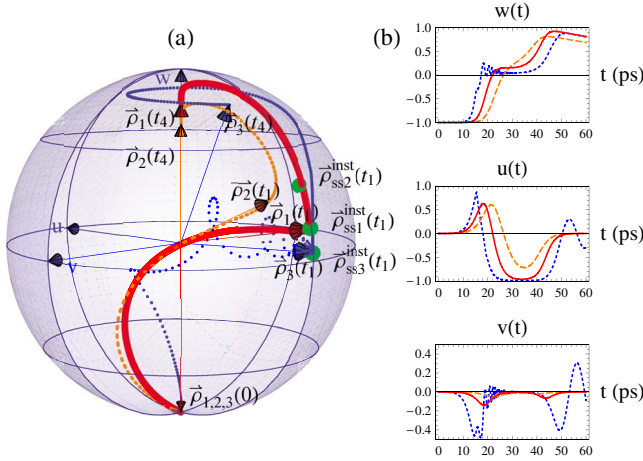 (a)
(b)
w(t)
w
1.0
0.5
0.0
-0.5
-1.0
0 10 20 30 40 50 60
t (ps)
ρ⃗₁(t₄)
ρ⃗₃(t₄)
ρ⃗₂(t₄)
ρ⃗ˢˢ²ⁱⁿˢᵗ(t₁)
ρ⃗₂(t₁)
ρ⃗₁(t₁)
ρ⃗ˢˢ¹ⁱⁿˢᵗ(t₁)
u
v
ρ⃗₃(t₁)
ρ⃗ˢˢ³ⁱⁿˢᵗ(t₁)
ρ⃗₁,₂,₃(0)
u(t)
1.0
0.5
0.0
-0.5
-1.0
0 10 20 30 40 50 60
t (ps)
v(t)
0.4
0.2
0.0
-0.2
-0.4
0 10 20 30 40 50 60
t (ps)